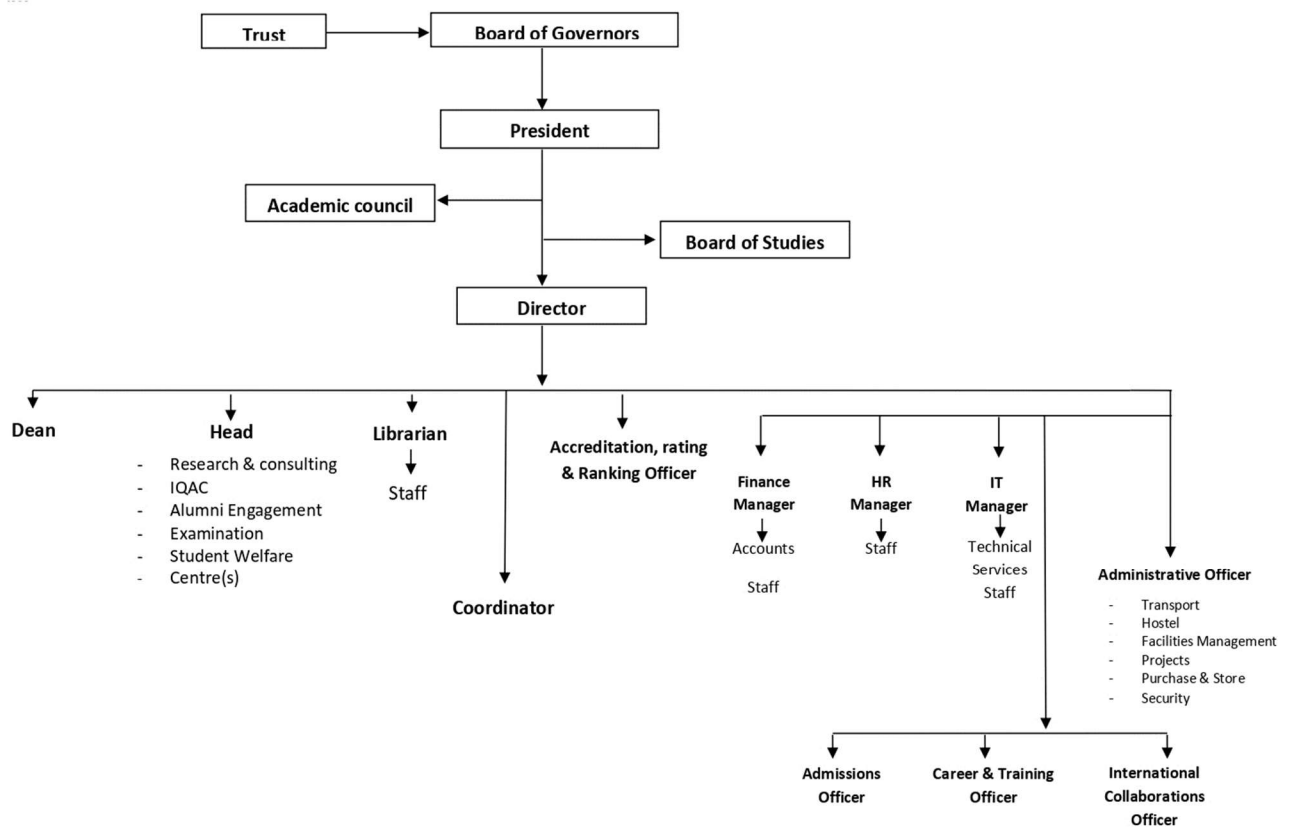 Trust
Board of Governors
President
Academic council
Board of Studies
Director
Dean
Head
- Research & consulting
- IQAC
- Alumni Engagement
- Examination
- Student Welfare
- Centre(s)
Librarian
Staff
Coordinator
Accreditation, rating
& Ranking Officer
Finance
Manager
Accounts
Staff
HR
Manager
Staff
IT
Manager
Technical
Services
Staff
Administrative Officer
- Transport
- Hostel
- Facilities Management
- Projects
- Purchase & Store
- Security
Admissions
Officer
Career & Training
Officer
International
Collaborations
Officer